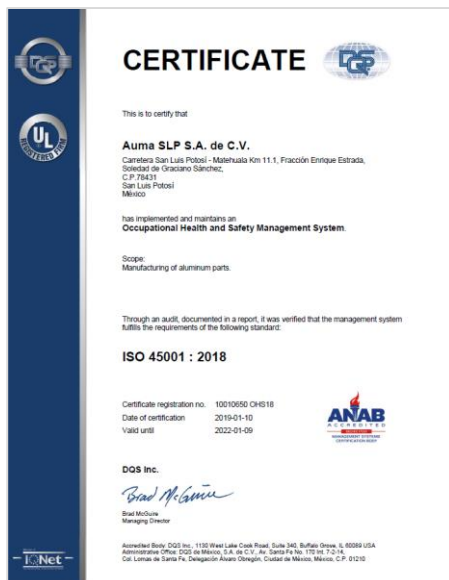 DQS
CERTIFICATE
DQS
UL
REGISTERED FIRM
This is to certify that
Auma SLP S.A. de C.V.
Carretera San Luis Potosí - Matehuala Km 11.1, Fracción Enrique Estrada,
Soledad de Graciano Sánchez,
C.P.78431
San Luis Potosí
México
has implemented and maintains an
Occupational Health and Safety Management System.
Scope:
Manufacturing of aluminum parts.
Through an audit, documented in a report, it was verified that the management system
fulfills the requirements of the following standard:
ISO 45001 : 2018
Certificate registration no. 10010650 OHS18
Date of certification 2019-01-10
Valid until 2022-01-09
ANAB
ACCREDITED
MANAGEMENT SYSTEMS
CERTIFICATION BODY
DQS Inc.
Brad McGuire
Brad McGuire
Managing Director
IQNet
Accredited Body: DQS Inc., 1130 West Lake Cook Road, Suite 340, Buffalo Grove, IL 60089 USA
Administrative Office: DQS de México, S.A. de C.V., Av. Santa Fe No. 170 Int. 7-2-14,
Col. Lomas de Santa Fe, Delegación Álvaro Obregón, Ciudad de México, México, C.P. 01210